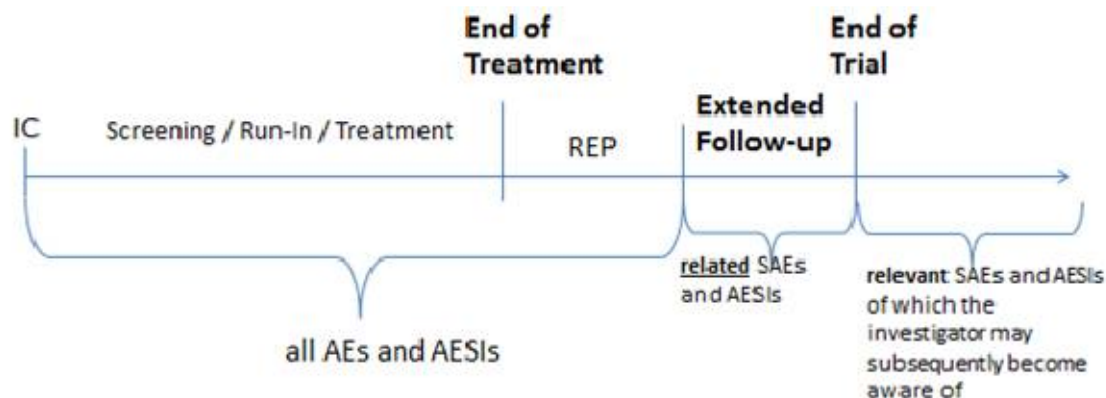 End of
Treatment
End of
Trial
IC
Screening / Run-In / Treatment
REP
Extended
Follow-up
all AEs and AESIs
related SAEs
and AESIs
relevant SAEs and AESIs
of which the
investigator may
subsequently become
aware of